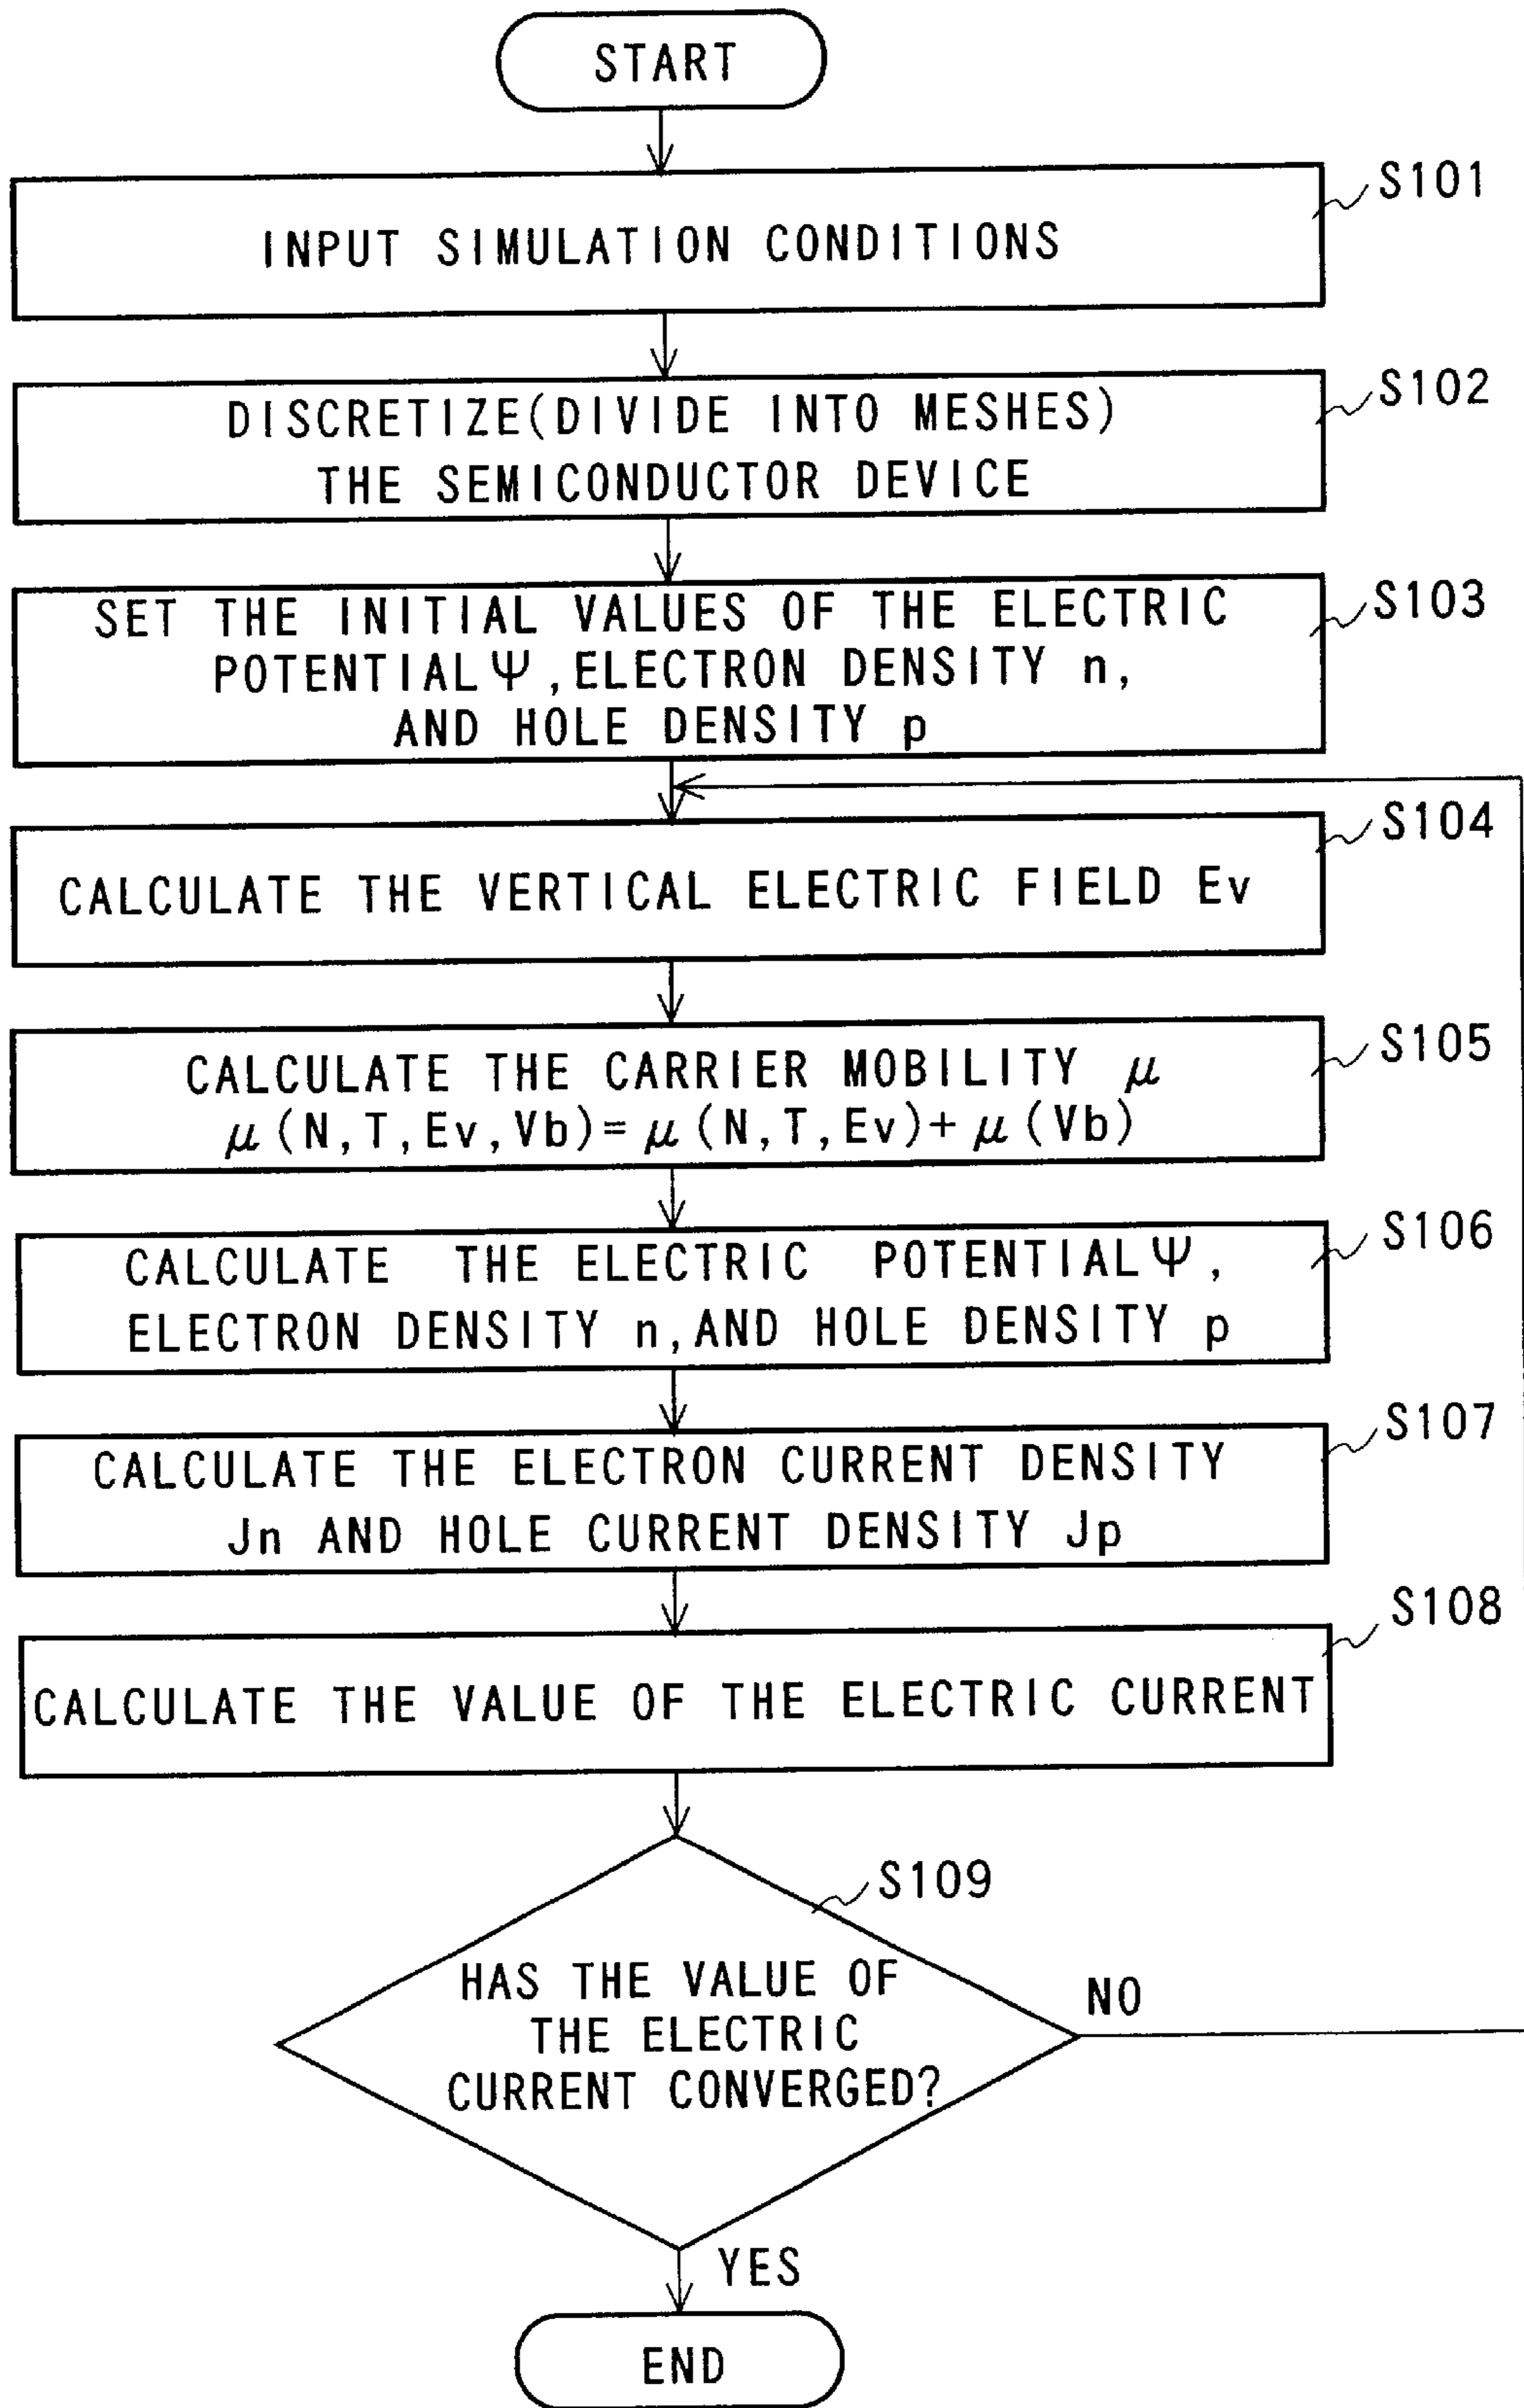 START
S101
INPUT SIMULATION CONDITIONS
S102
DISCRETIZE(DIVIDE INTO MESHES)
THE SEMICONDUCTOR DEVICE
S103
SET THE INITIAL VALUES OF THE ELECTRIC
POTENTIAL Ψ, ELECTRON DENSITY n,
AND HOLE DENSITY p
S104
CALCULATE THE VERTICAL ELECTRIC FIELD Ev
S105
CALCULATE THE CARRIER MOBILITY μ
μ(N,T,Ev,Vb)=μ(N,T,Ev)+μ(Vb)
S106
CALCULATE THE ELECTRIC POTENTIAL Ψ,
ELECTRON DENSITY n, AND HOLE DENSITY p
S107
CALCULATE THE ELECTRON CURRENT DENSITY
Jn AND HOLE CURRENT DENSITY Jp
S108
CALCULATE THE VALUE OF THE ELECTRIC CURRENT
S109
HAS THE VALUE OF
THE ELECTRIC
CURRENT CONVERGED?
NO
YES
END